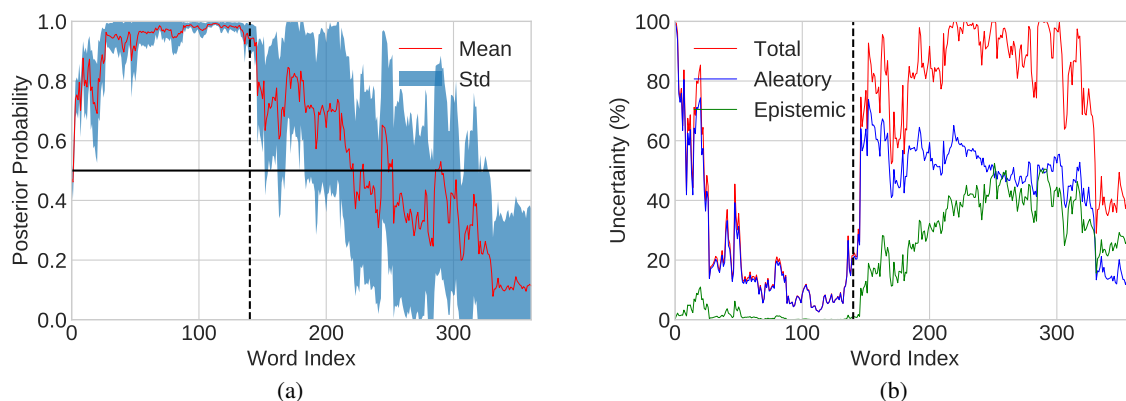 1.0
0.8
0.6
0.4
0.2
0.0
Posterior Probability
Mean
Std
0
100
200
300
Word Index
(a)
100
80
60
40
20
0
Uncertainty (%)
Total
Aleatory
Epistemic
0
100
200
300
Word Index
(b)